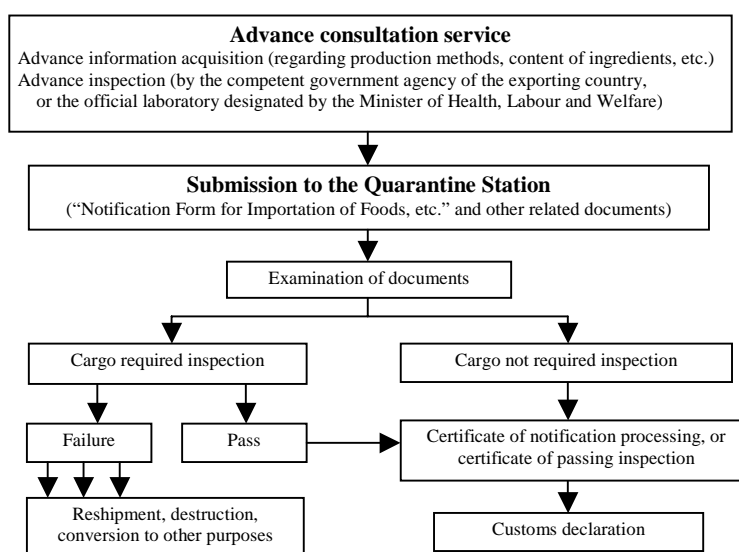 Advance consultation service
Advance information acquisition (regarding production methods, content of ingredients, etc.)
Advance inspection (by the competent government agency of the exporting country,
or the official laboratory designated by the Minister of Health, Labour and Welfare)
Submission to the Quarantine Station
(“Notification Form for Importation of Foods, etc.” and other related documents)
Examination of documents
Cargo required inspection
Cargo not required inspection
Failure
Pass
Certificate of notification processing, or
certificate of passing inspection
Reshipment, destruction,
conversion to other purposes
Customs declaration